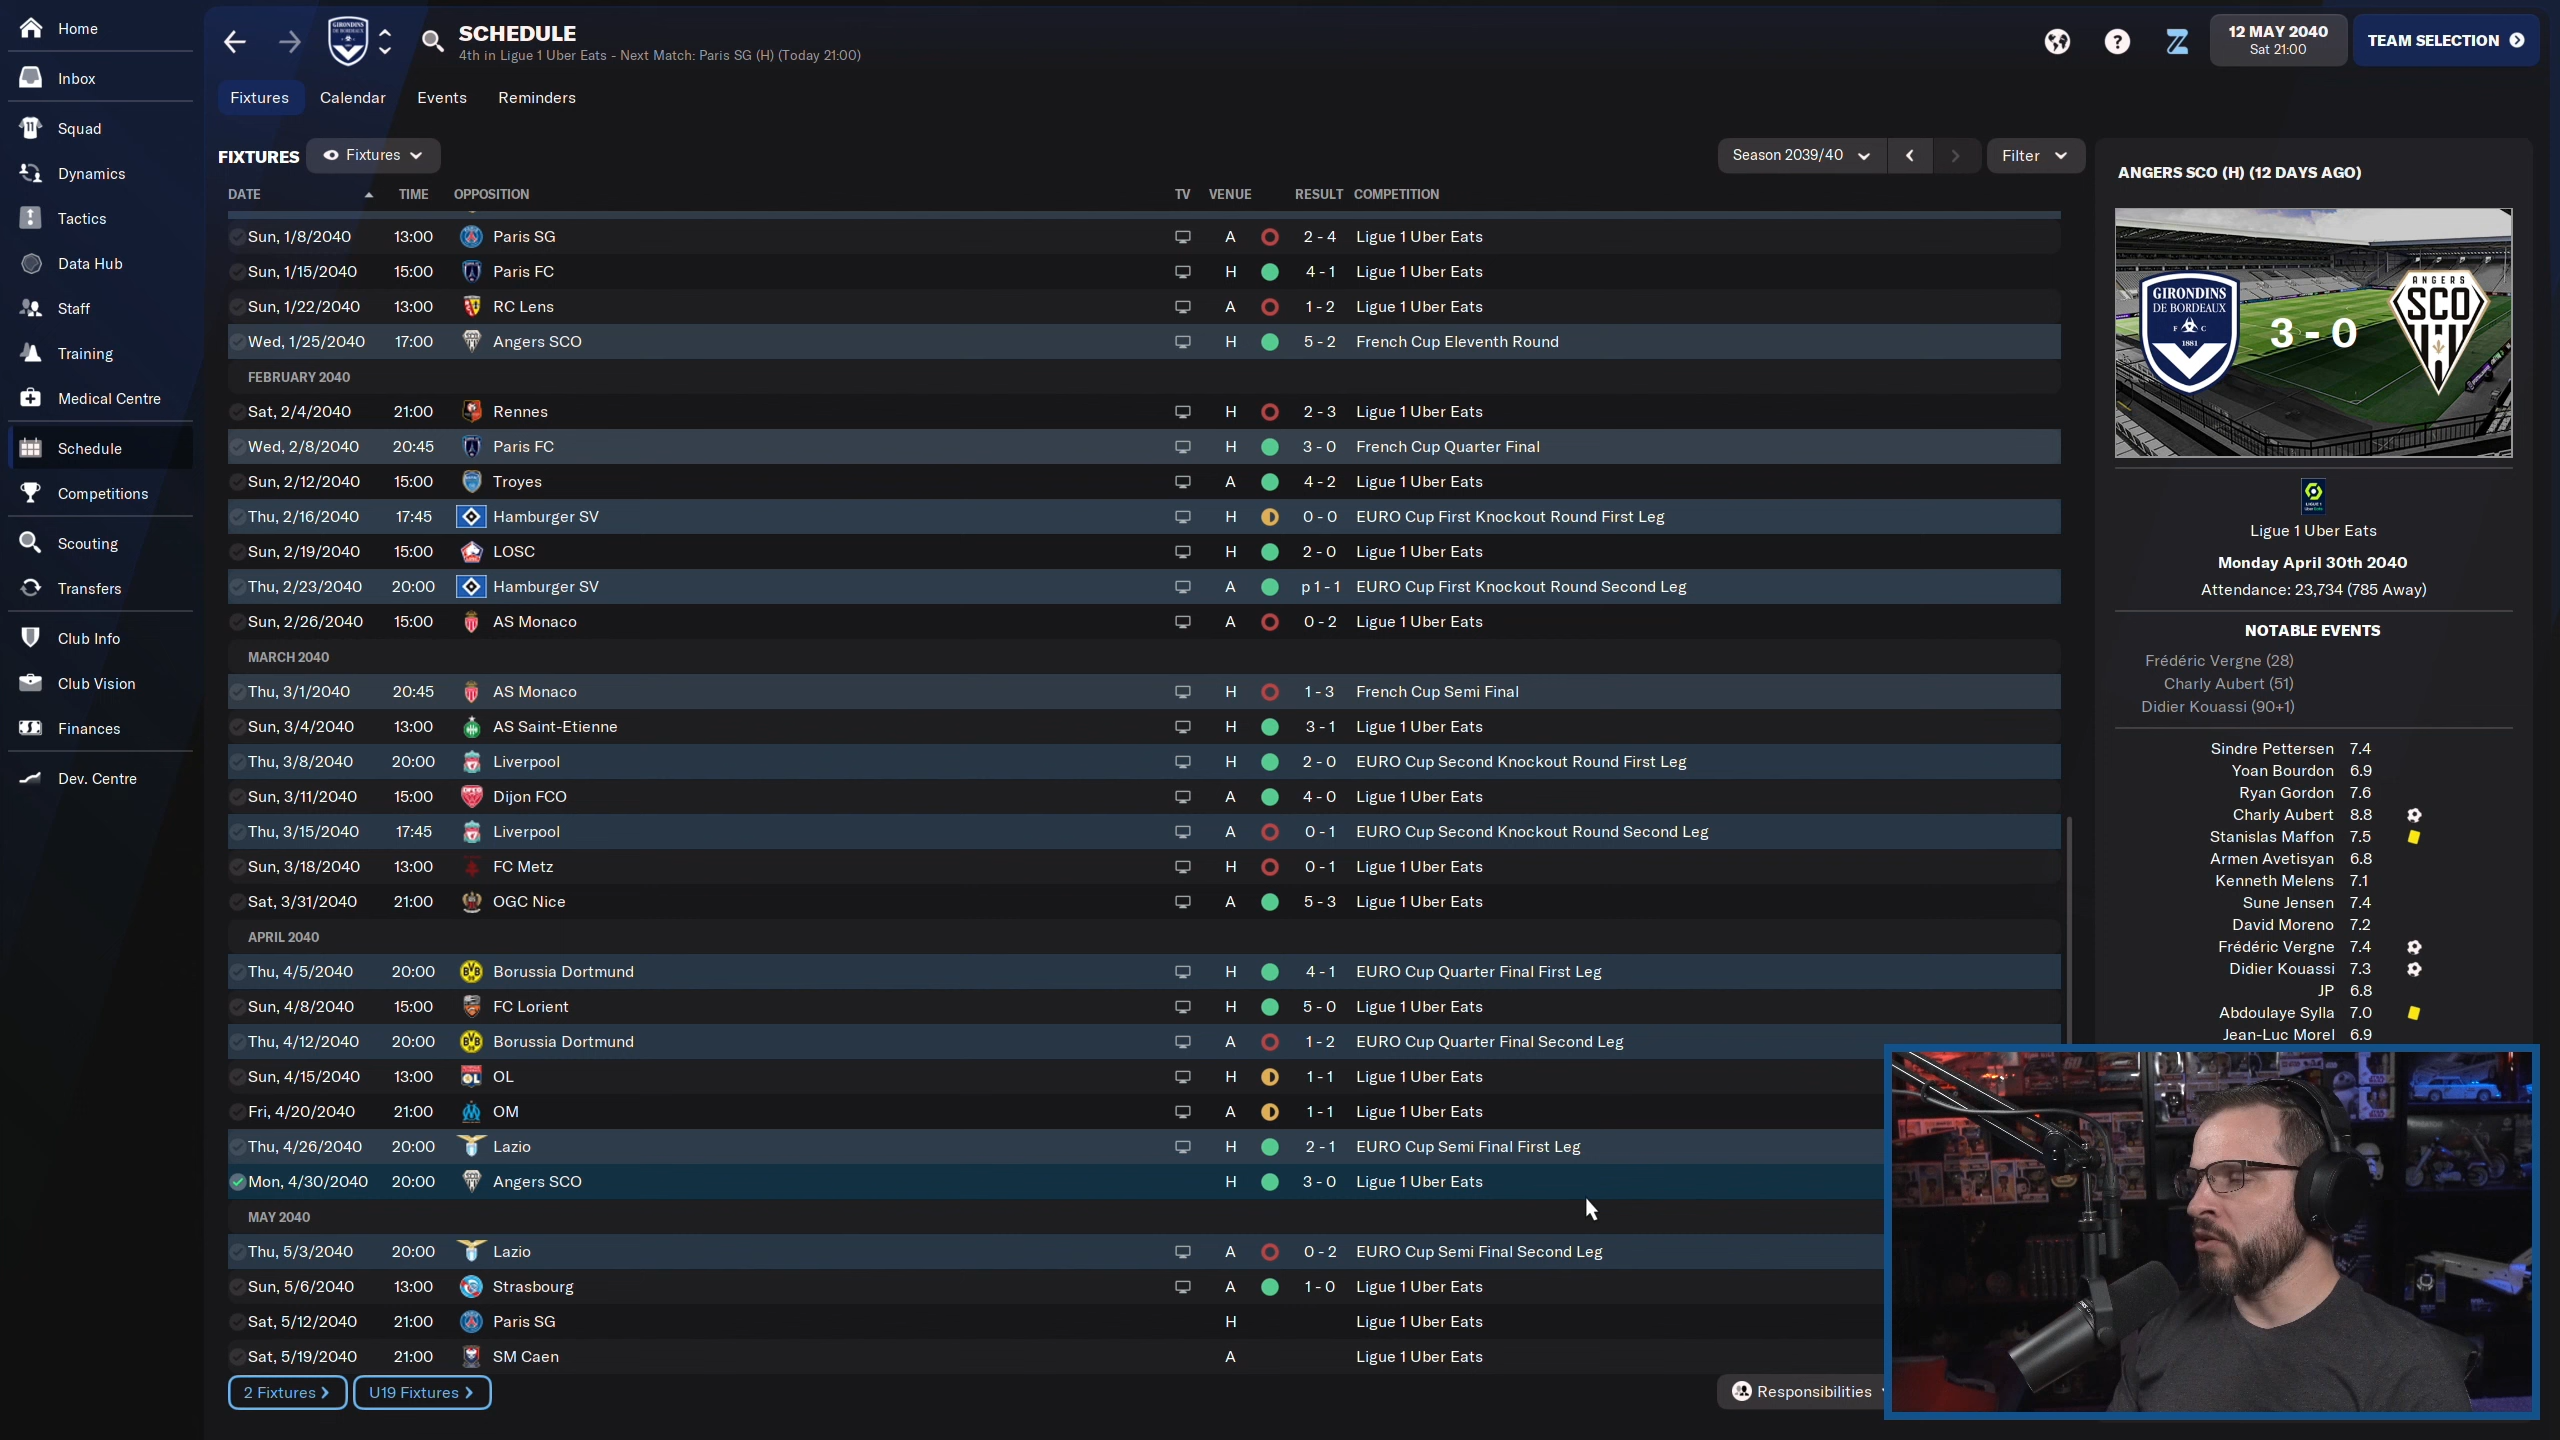 Home
Inbox
Squad
Dynamics
Tactics
Data Hub
Staff
Training
Medical Centre
Schedule
Competitions
Scouting
Transfers
Club Info
Club Vision
Finances
Dev. Centre
SCHEDULE
4th in Ligue 1 Uber Eats - Next Match: Paris SG (H) (Today 21:00)
12 MAY 2040
Sat 21:00
TEAM SELECTION
Fixtures Calendar Events Reminders
FIXTURES Fixtures Season 2039/40 Filter
DATE TIME OPPOSITION TV VENUE RESULT COMPETITION
Sun, 1/8/2040 13:00 Paris SG A 2 - 4 Ligue 1 Uber Eats
Sun, 1/15/2040 15:00 Paris FC H 4 - 1 Ligue 1 Uber Eats
Sun, 1/22/2040 13:00 RC Lens A 1 - 2 Ligue 1 Uber Eats
Wed, 1/25/2040 17:00 Angers SCO H 5 - 2 French Cup Eleventh Round
FEBRUARY 2040
Sat, 2/4/2040 21:00 Rennes H 2 - 3 Ligue 1 Uber Eats
Wed, 2/8/2040 20:45 Paris FC H 3 - 0 French Cup Quarter Final
Sun, 2/12/2040 15:00 Troyes A 4 - 2 Ligue 1 Uber Eats
Thu, 2/16/2040 17:45 Hamburger SV H 0 - 0 EURO Cup First Knockout Round First Leg
Sun, 2/19/2040 15:00 LOSC H 2 - 0 Ligue 1 Uber Eats
Thu, 2/23/2040 20:00 Hamburger SV A p 1 - 1 EURO Cup First Knockout Round Second Leg
Sun, 2/26/2040 15:00 AS Monaco A 0 - 2 Ligue 1 Uber Eats
MARCH 2040
Thu, 3/1/2040 20:45 AS Monaco H 1 - 3 French Cup Semi Final
Sun, 3/4/2040 13:00 AS Saint-Etienne H 3 - 1 Ligue 1 Uber Eats
Thu, 3/8/2040 20:00 Liverpool H 2 - 0 EURO Cup Second Knockout Round First Leg
Sun, 3/11/2040 15:00 Dijon FCO A 4 - 0 Ligue 1 Uber Eats
Thu, 3/15/2040 17:45 Liverpool A 0 - 1 EURO Cup Second Knockout Round Second Leg
Sun, 3/18/2040 13:00 FC Metz H 0 - 1 Ligue 1 Uber Eats
Sat, 3/31/2040 21:00 OGC Nice A 5 - 3 Ligue 1 Uber Eats
APRIL 2040
Thu, 4/5/2040 20:00 Borussia Dortmund H 4 - 1 EURO Cup Quarter Final First Leg
Sun, 4/8/2040 15:00 FC Lorient H 5 - 0 Ligue 1 Uber Eats
Thu, 4/12/2040 20:00 Borussia Dortmund A 1 - 2 EURO Cup Quarter Final Second Leg
Sun, 4/15/2040 13:00 OL H 1 - 1 Ligue 1 Uber Eats
Fri, 4/20/2040 21:00 OM A 1 - 1 Ligue 1 Uber Eats
Thu, 4/26/2040 20:00 Lazio H 2 - 1 EURO Cup Semi Final First Leg
Mon, 4/30/2040 20:00 Angers SCO H 3 - 0 Ligue 1 Uber Eats
MAY 2040
Thu, 5/3/2040 20:00 Lazio A 0 - 2 EURO Cup Semi Final Second Leg
Sun, 5/6/2040 13:00 Strasbourg A 1 - 0 Ligue 1 Uber Eats
Sat, 5/12/2040 21:00 Paris SG H Ligue 1 Uber Eats
Sat, 5/19/2040 21:00 SM Caen A Ligue 1 Uber Eats
2 Fixtures U19 Fixtures
Responsibilities
ANGERS SCO (H) (12 DAYS AGO)
GIRONDINS
DE BORDEAUX
F C
1881
3 - 0
ANGERS
SCO
Ligue 1 Uber Eats
Monday April 30th 2040
Attendance: 23,734 (785 Away)
NOTABLE EVENTS
Frédéric Vergne (28)
Charly Aubert (51)
Didier Kouassi (90+1)
Sindre Pettersen 7.4
Yoan Bourdon 6.9
Ryan Gordon 7.6
Charly Aubert 8.8
Stanislas Maffon 7.5
Armen Avetisyan 6.8
Kenneth Melens 7.1
Sune Jensen 7.4
David Moreno 7.2
Frédéric Vergne 7.4
Didier Kouassi 7.3
JP 6.8
Abdoulaye Sylla 7.0
Jean-Luc Morel 6.9